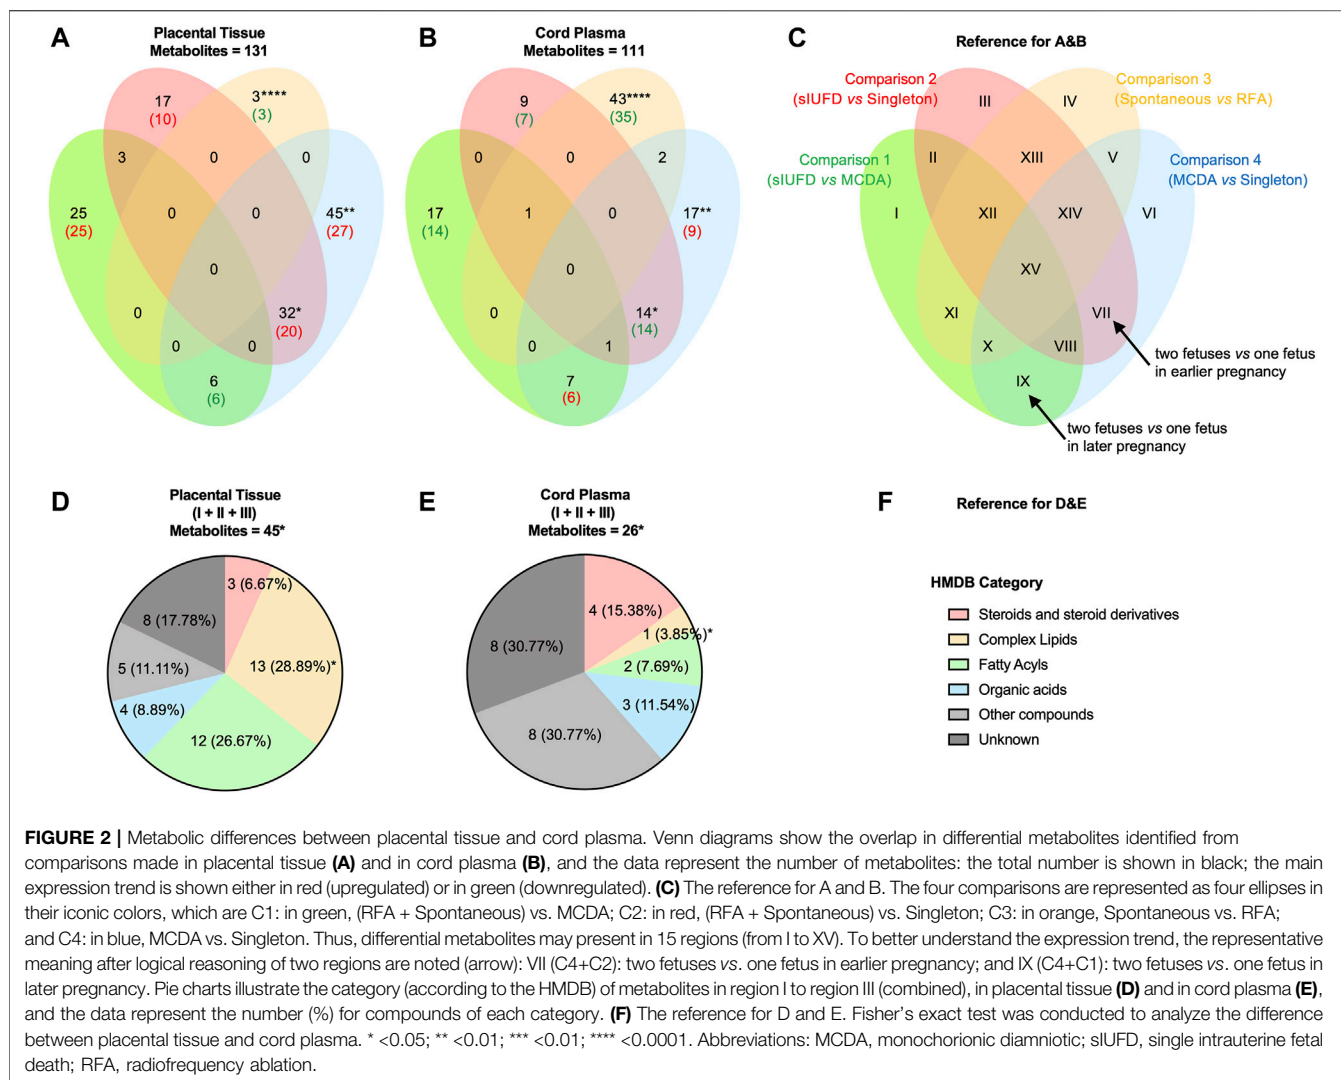 A
Placental Tissue
Metabolites = 131
17
(10)
3****
(3)
3
0
0
25
(25)
0
0
45**
(27)
0
0
32*
(20)
0
0
6
(6)
B
Cord Plasma
Metabolites = 111
9
(7)
43****
(35)
0
0
2
17
(14)
1
0
17**
(9)
0
0
14*
(14)
0
1
7
(6)
C
Reference for A&B
Comparison 2
(sIUFD vs Singleton)
Comparison 3
(Spontaneous vs RFA)
III
IV
Comparison 1
(sIUFD vs MCDA)
II
XIII
V
Comparison 4
(MCDA vs Singleton)
I
XII
XIV
VI
XV
XI
VII
X
VIII
two fetuses vs one fetus
in earlier pregnancy
IX
two fetuses vs one fetus
in later pregnancy
D
Placental Tissue
(I + II + III)
Metabolites = 45*
3 (6.67%)
8 (17.78%)
13 (28.89%)*
5 (11.11%)
4 (8.89%)
12 (26.67%)
E
Cord Plasma
(I + II + III)
Metabolites = 26*
4 (15.38%)
1 (3.85%)*
8 (30.77%)
2 (7.69%)
3 (11.54%)
8 (30.77%)
F
Reference for D&E
HMDB Category
Steroids and steroid derivatives
Complex Lipids
Fatty Acyls
Organic acids
Other compounds
Unknown
FIGURE 2 | Metabolic differences between placental tissue and cord plasma. Venn diagrams show the overlap in differential metabolites identified from
comparisons made in placental tissue (A) and in cord plasma (B), and the data represent the number of metabolites: the total number is shown in black; the main
expression trend is shown either in red (upregulated) or in green (downregulated). (C) The reference for A and B. The four comparisons are represented as four ellipses in
their iconic colors, which are C1: in green, (RFA + Spontaneous) vs. MCDA; C2: in red, (RFA + Spontaneous) vs. Singleton; C3: in orange, Spontaneous vs. RFA;
and C4: in blue, MCDA vs. Singleton. Thus, differential metabolites may present in 15 regions (from I to XV). To better understand the expression trend, the representative
meaning after logical reasoning of two regions are noted (arrow): VII (C4+C2): two fetuses vs. one fetus in earlier pregnancy; and IX (C4+C1): two fetuses vs. one fetus in
later pregnancy. Pie charts illustrate the category (according to the HMDB) of metabolites in region I to region III (combined), in placental tissue (D) and in cord plasma (E),
and the data represent the number (%) for compounds of each category. (F) The reference for D and E. Fisher's exact test was conducted to analyze the difference
between placental tissue and cord plasma. * <0.05; ** <0.01; *** <0.01; **** <0.0001. Abbreviations: MCDA, monochorionic diamniotic; sIUFD, single intrauterine fetal
death; RFA, radiofrequency ablation.